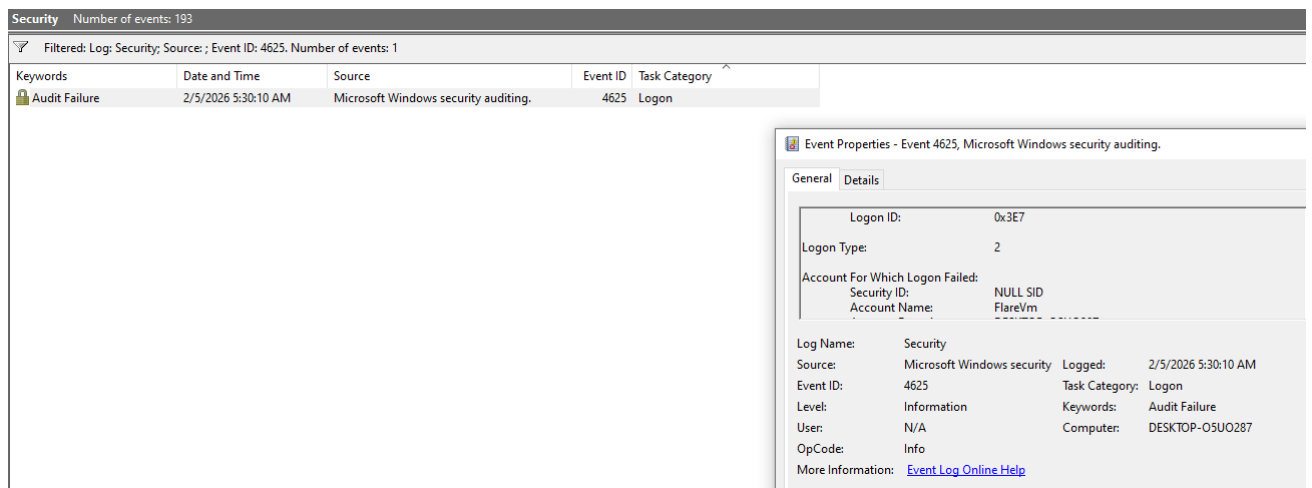 Security Number of events: 193
Filtered: Log: Security; Source: ; Event ID: 4625. Number of events: 1
Keywords Date and Time Source Event ID Task Category
Audit Failure 2/5/2026 5:30:10 AM Microsoft Windows security auditing. 4625 Logon
Event Properties - Event 4625, Microsoft Windows security auditing.
General Details
Logon ID: 0x3E7
Logon Type: 2
Account For Which Logon Failed:
Security ID: NULL SID
Account Name: FlareVm
Log Name: Security
Source: Microsoft Windows security Logged: 2/5/2026 5:30:10 AM
Event ID: 4625 Task Category: Logon
Level: Information Keywords: Audit Failure
User: N/A Computer: DESKTOP-O5UO287
OpCode: Info
More Information: Event Log Online Help